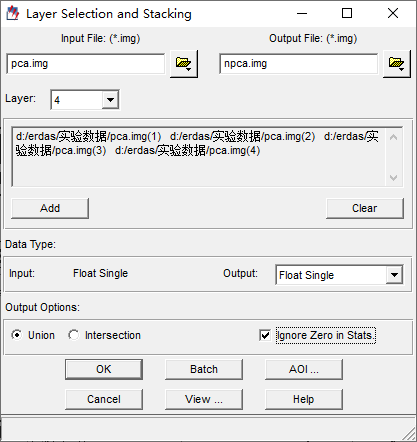 Layer Selection and Stacking
Input File: (*.img) Output File: (*.img)
pca.img npca.img
Layer: 4
d:/erdas/实验数据/pca.img(1) d:/erdas/实验数据/pca.img(2) d:/erdas/实
验数据/pca.img(3) d:/erdas/实验数据/pca.img(4)
Add Clear
Data Type:
Input: Float Single Output: Float Single
Output Options:
Union Intersection Ignore Zero in Stats.
OK Batch AOI ...
Cancel View ... Help